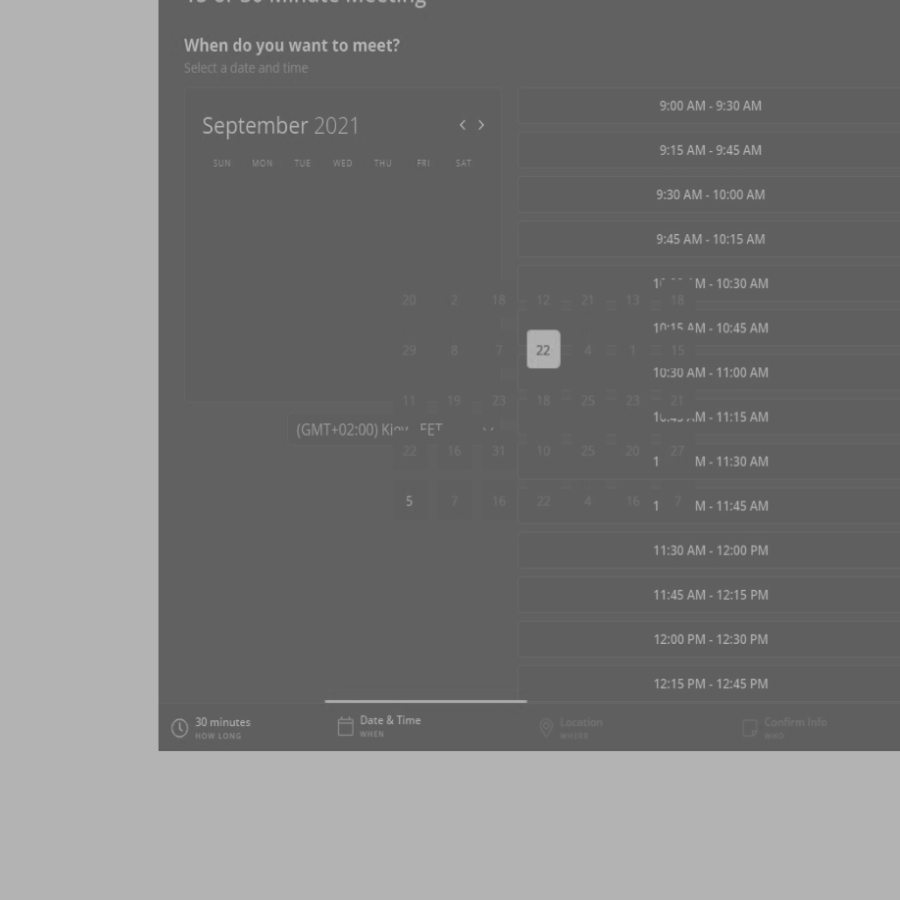 When do you want to meet?
Select a date and time
September 2021
SUN MON TUE WED THU FRI SAT
9:00 AM - 9:30 AM
9:15 AM - 9:45 AM
9:30 AM - 10:00 AM
9:45 AM - 10:15 AM
M - 10:30 AM
20 2 18 12 21 13 18
10:15 AM - 10:45 AM
29 8 7 22 4 1 15
10:30 AM - 11:00 AM
11 19 23 18 25 23 21
10:45 AM - 11:15 AM
(GMT+02:00) Kiev EET
22 16 31 10 25 20 27
1 M - 11:30 AM
5 7 16 22 4 16 7
1 M - 11:45 AM
11:30 AM - 12:00 PM
11:45 AM - 12:15 PM
12:00 PM - 12:30 PM
12:15 PM - 12:45 PM
30 minutes
HOW LONG
Date & Time
WHEN
Location
WHERE
Confirm Info
WHO